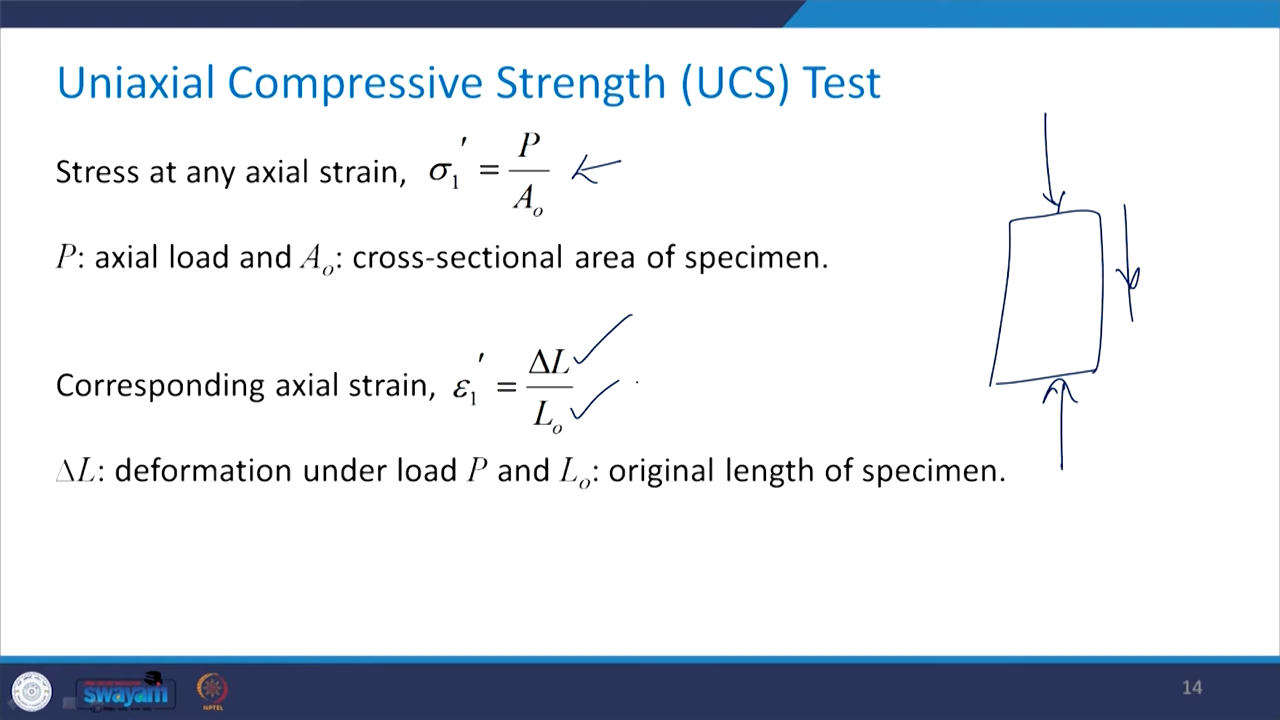 Uniaxial Compressive Strength (UCS) Test
Stress at any axial strain, σ₁′ = P / Aₒ
P: axial load and Aₒ: cross-sectional area of specimen.
Corresponding axial strain, ε₁′ = ΔL / Lₒ
ΔL: deformation under load P and Lₒ: original length of specimen.
swayam
NPTEL
14